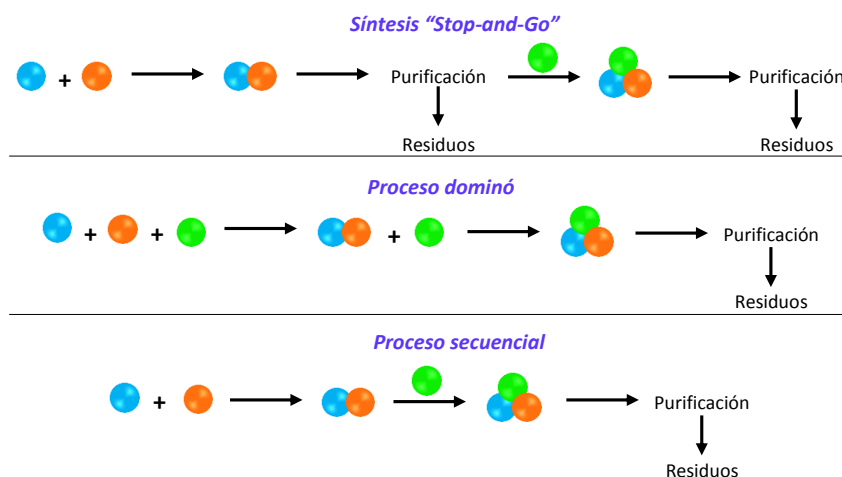 Síntesis “Stop-and-Go”
+
Purificación
Purificación
Residuos
Residuos
Proceso dominó
+ + +
Purificación
Residuos
Proceso secuencial
+
Purificación
Residuos